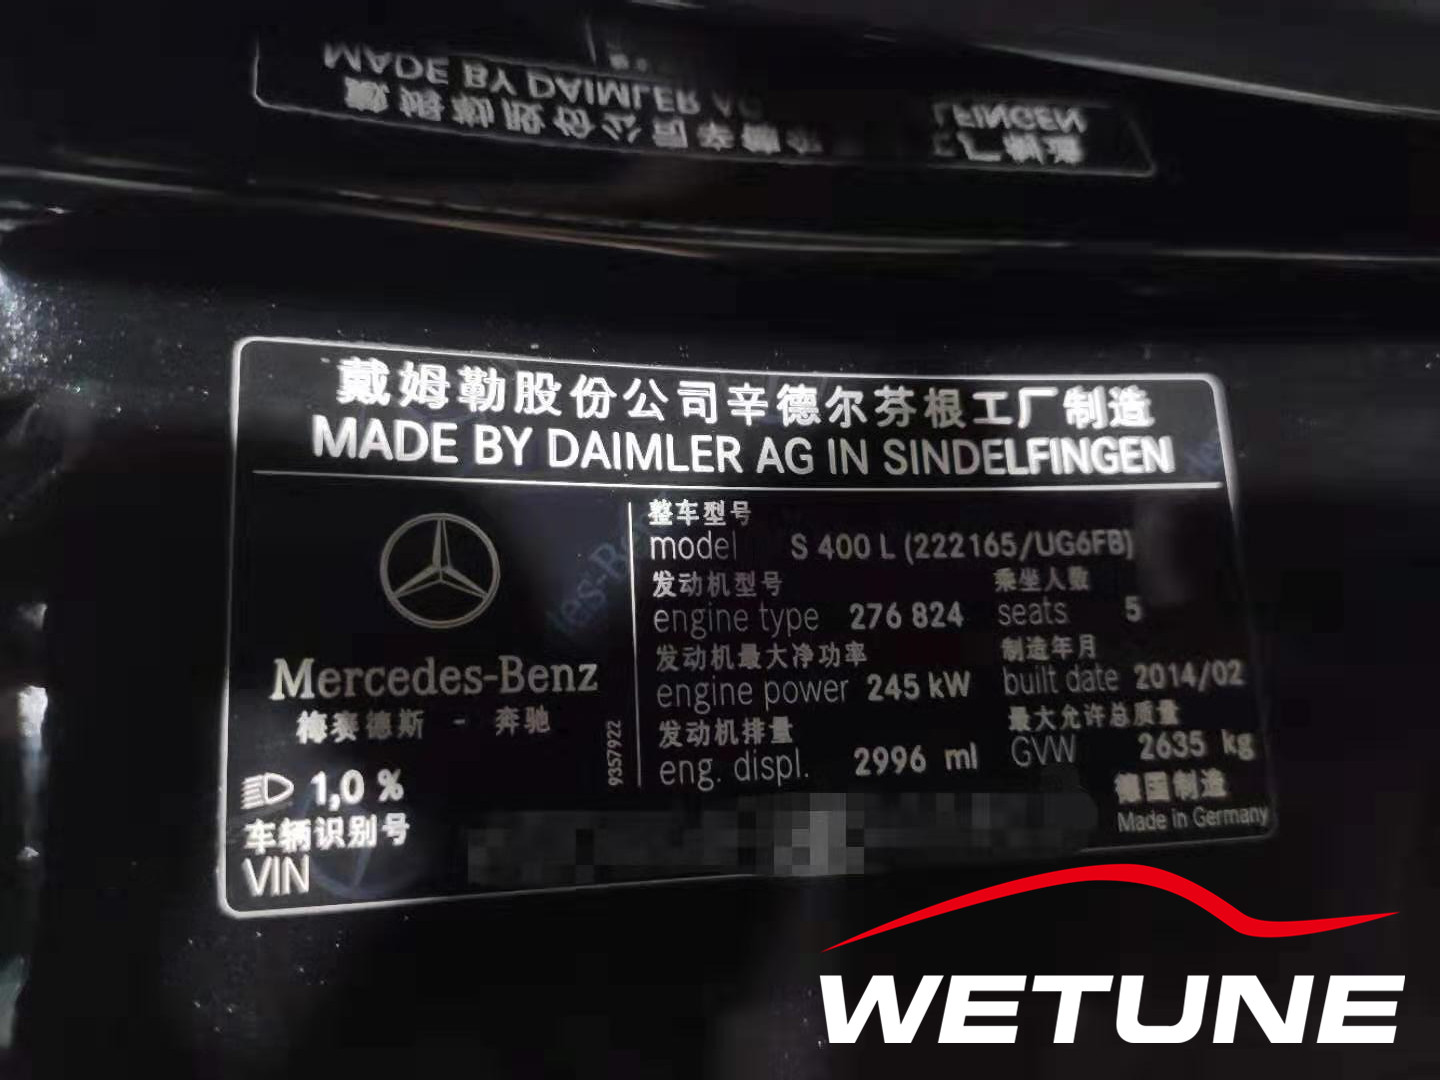 戴姆勒股份公司辛德尔芬根工厂制造
MADE BY DAIMLER AG IN SINDELFINGEN
整车型号
model S 400 L (222165/UG6FB)
发动机型号 乘坐人数
engine type 276 824 seats 5
发动机最大净功率 制造年月
engine power 245 kW built date 2014/02
发动机排量 最大允许总质量
eng. displ. 2996 ml GVW 2635 kg
Mercedes-Benz
梅赛德斯 - 奔驰
9357922
1,0 %
车辆识别号
VIN
德国制造
Made in Germany
WETUNE